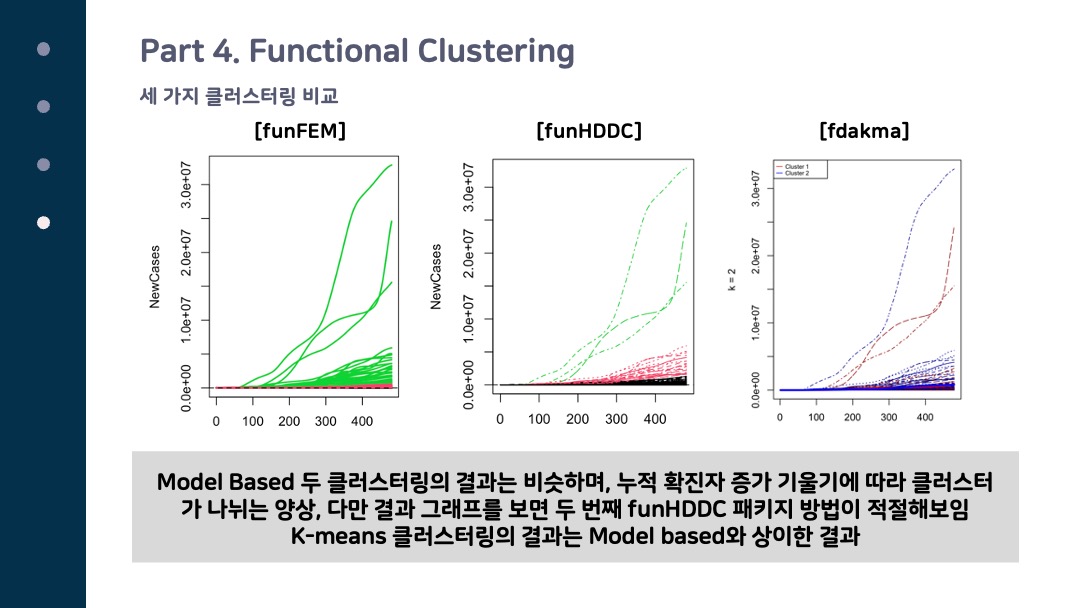 Part 4. Functional Clustering
세 가지 클러스터링 비교
[funFEM]
[funHDDC]
[fdakma]
NewCases
0.0e+00 1.0e+07 2.0e+07 3.0e+07
0 100 200 300 400
NewCases
0.0e+00 1.0e+07 2.0e+07 3.0e+07
0 100 200 300 400
Cluster 1
Cluster 2
k = 2
0.0e+00 1.0e+07 2.0e+07 3.0e+07
0 100 200 300 400
Model Based 두 클러스터링의 결과는 비슷하며, 누적 확진자 증가 기울기에 따라 클러스터
가 나뉘는 양상, 다만 결과 그래프를 보면 두 번째 funHDDC 패키지 방법이 적절해보임
K-means 클러스터링의 결과는 Model based와 상이한 결과